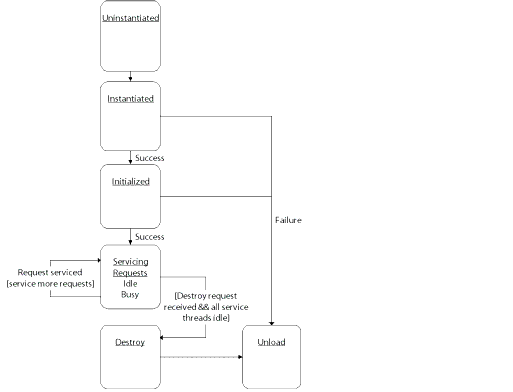 Uninstantiated
Instantiated
Success
Initialized
Failure
Success
Servicing
Requests
Idle
Busy
Request serviced
[service more requests]
[Destroy request
received && all service
threads idle]
Destroy
Unload